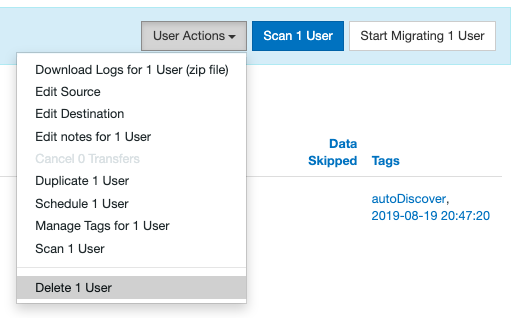 User Actions
Scan 1 User
Start Migrating 1 User
Download Logs for 1 User (zip file)
Edit Source
Edit Destination
Edit notes for 1 User
Cancel 0 Transfers
Duplicate 1 User
Schedule 1 User
Manage Tags for 1 User
Scan 1 User
Delete 1 User
Data
Skipped
Tags
autoDiscover,
2019-08-19 20:47:20